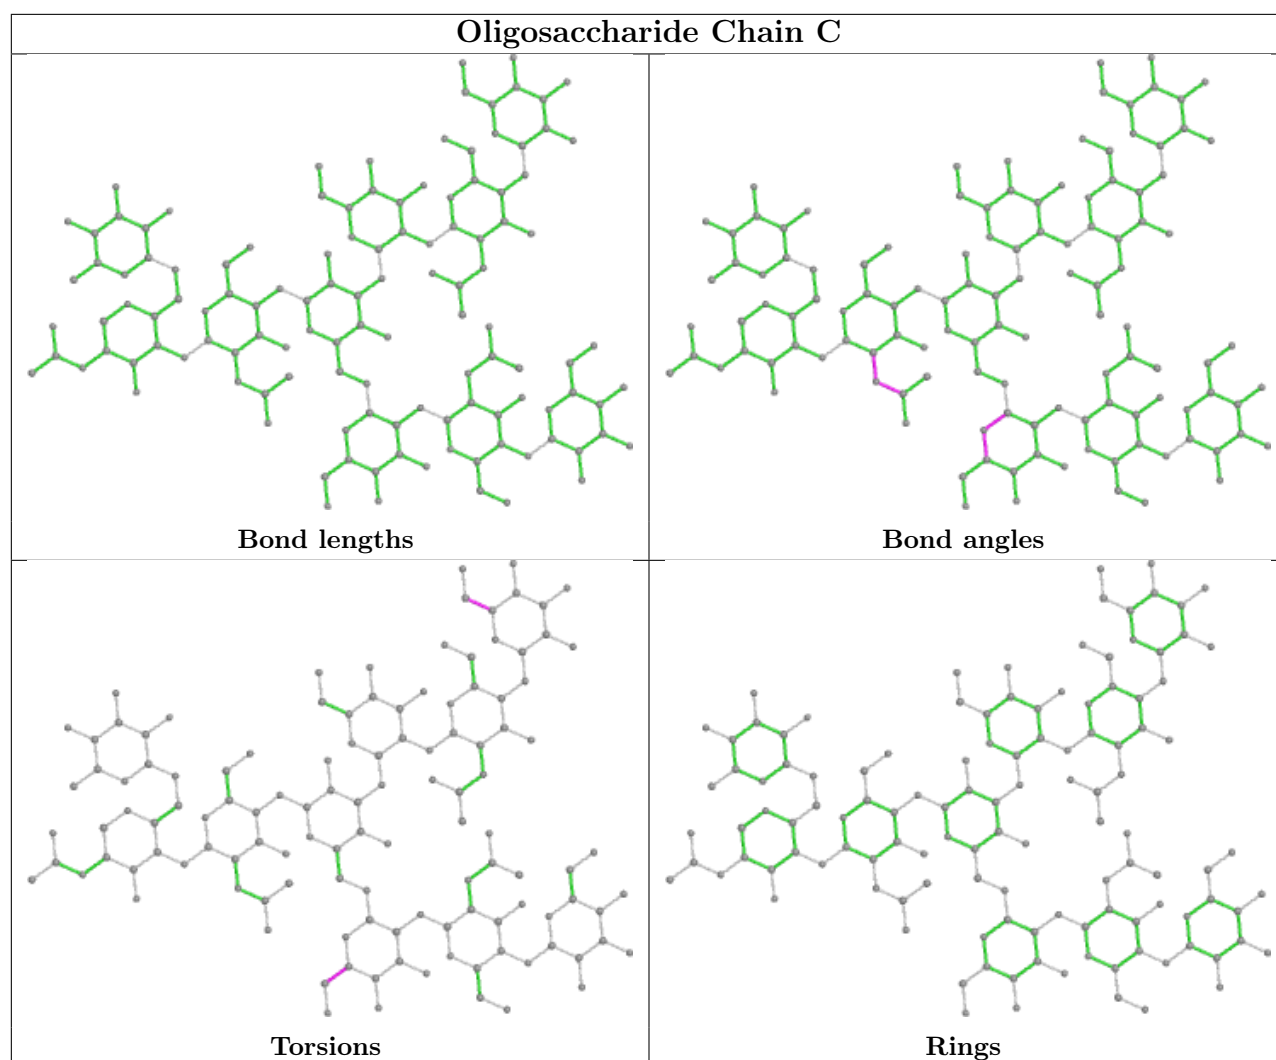 Oligosaccharide Chain C
Bond lengths
Bond angles
Torsions
Rings